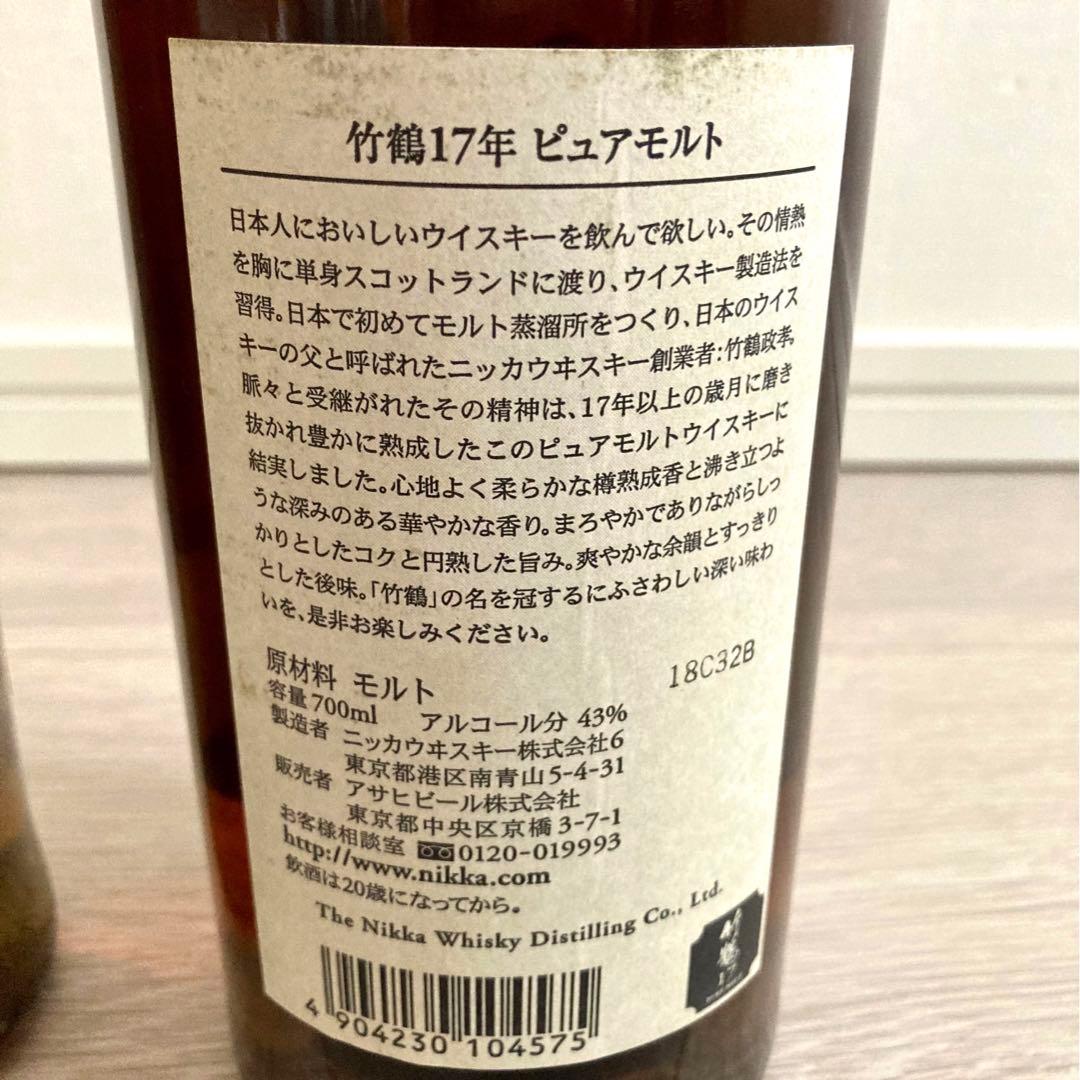 竹鶴17年 ピュアモルト
日本人においしいウイスキーを飲んで欲しい。その情熱
を胸に単身スコットランドに渡り、ウイスキー製造法を
習得。日本で初めてモルト蒸溜所をつくり、日本のウイス
キーの父と呼ばれたニッカウヰスキー創業者:竹鶴政孝。
脈々と受継がれたその精神は、17年以上の歳月に磨き
抜かれ豊かに熟成したこのピュアモルトウイスキーに
結実しました。心地よく柔らかな樽熟成香と沸き立つよ
うな深みのある華やかな香り。まろやかでありながらしっ
かりとしたコクと円熟した旨み。爽やかな余韻とすっきり
とした後味。「竹鶴」の名を冠するにふさわしい深い味わ
いを、是非お楽しみください。
18C32B
原材料 モルト
容量 700ml アルコール分 43%
製造者 ニッカウヰスキー株式会社6
東京都港区南青山5-4-31
販売者 アサヒビール株式会社
東京都中央区京橋3-7-1
お客様相談室 0120-019993
http://www.nikka.com
飲酒は20歳になってから。
The Nikka Whisky Distilling Co., Ltd.
竹鶴
17
4 904230 104575